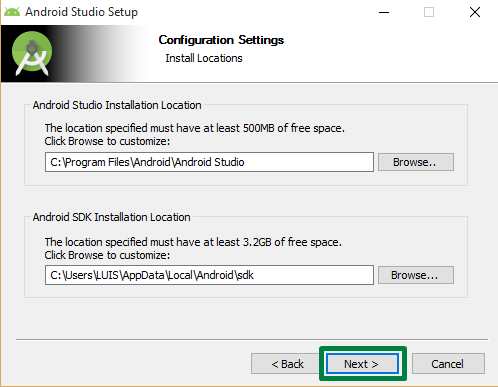 Android Studio Setup
Configuration Settings
Install Locations
Android Studio Installation Location
The location specified must have at least 500MB of free space.
Click Browse to customize:
C:\Program Files\Android\Android Studio
Browse..
Android SDK Installation Location
The location specified must have at least 3.2GB of free space.
Click Browse to customize:
C:\Users\LUIS\AppData\Local\Android\sdk
Browse...
< Back
Next >
Cancel